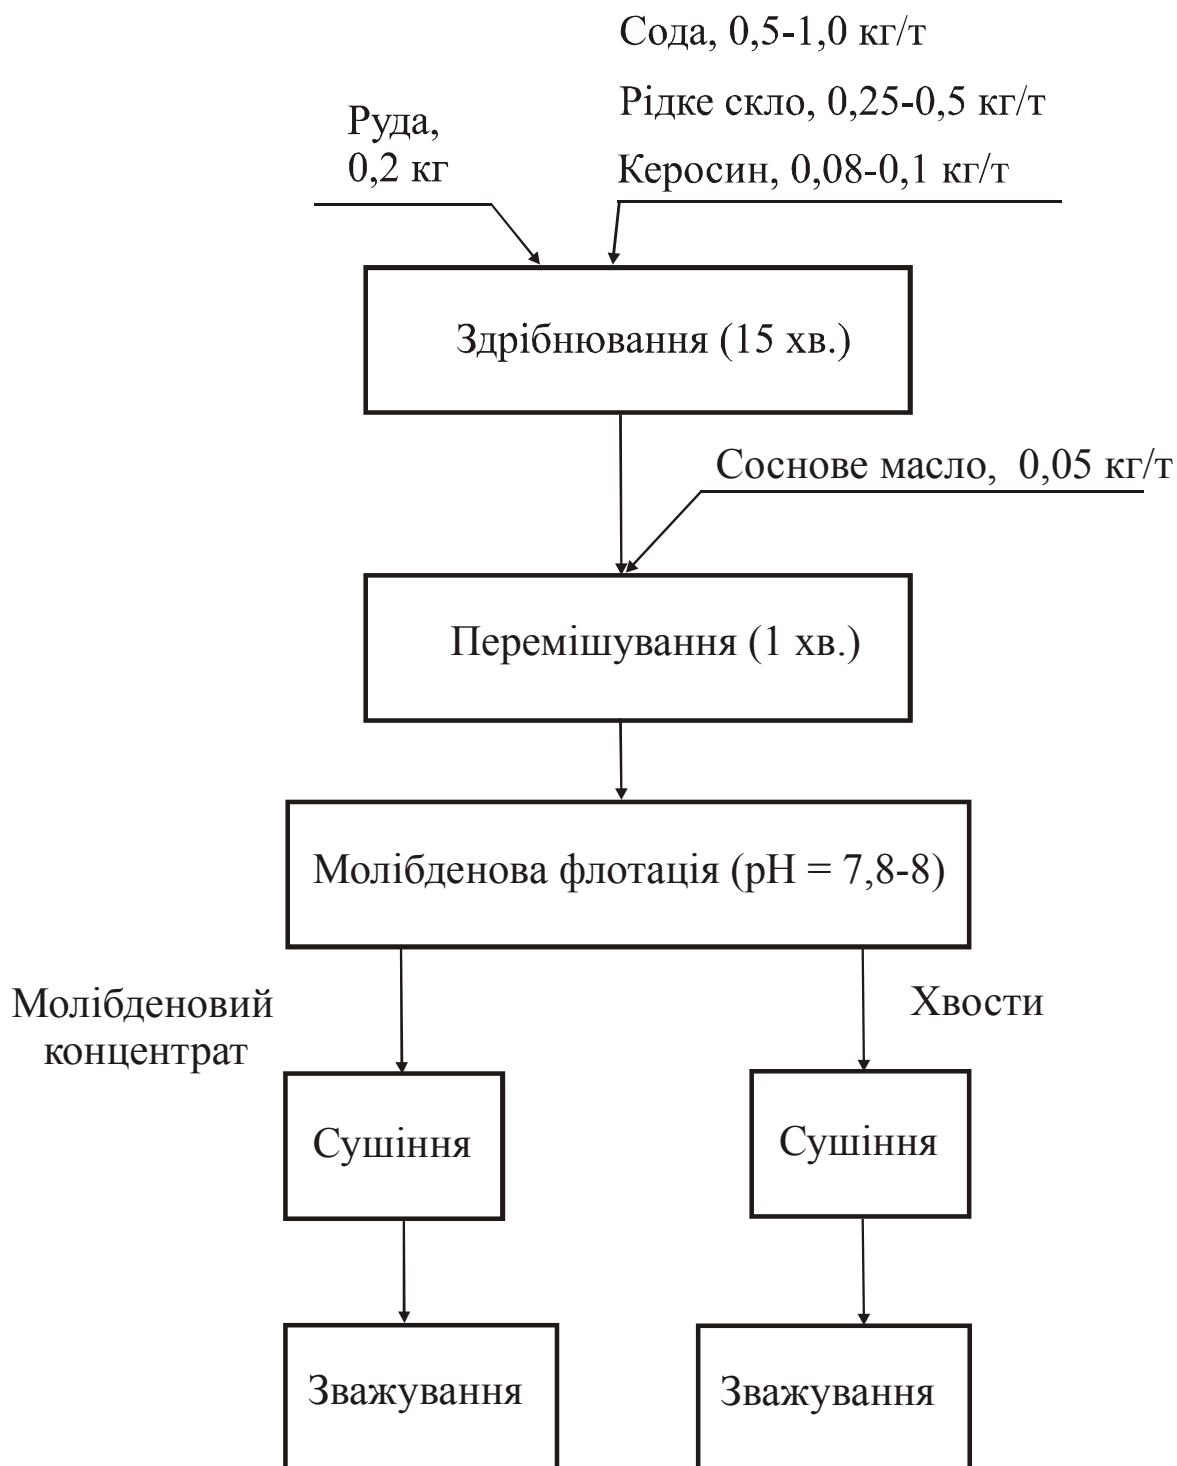 Сода, 0,5-1,0 кг/т
Рідке скло, 0,25-0,5 кг/т
Руда,
0,2 кг
Керосин, 0,08-0,1 кг/т
Здрібнювання (15 хв.)
Соснове масло, 0,05 кг/т
Перемішування (1 хв.)
Молібденова флотація (pH = 7,8-8)
Молібденовий
концентрат
Хвости
Сушіння
Сушіння
Зважування
Зважування